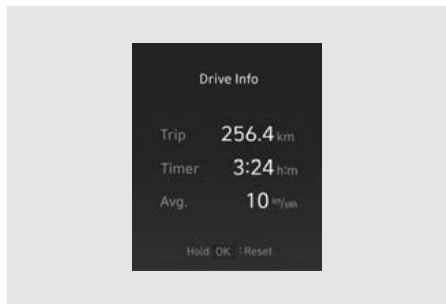 Drive Info
Trip 256.4 km
Timer 3:24 h:m
Avg. 10 km/kWh
Hold OK : Reset